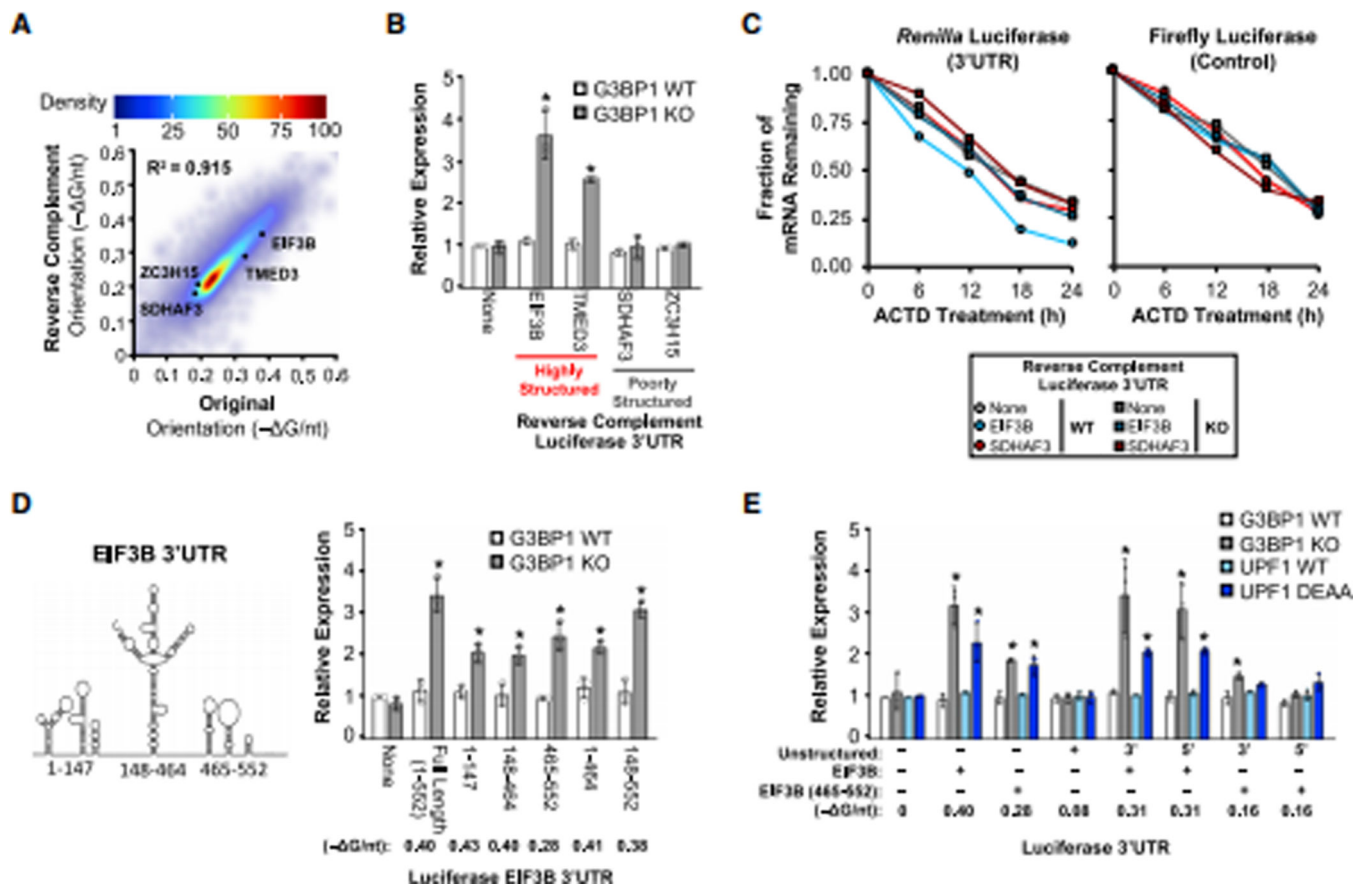 A
Density
1 25 50 75 100
Reverse Complement
Orientation (−ΔG/nt)
0.6
0.5
0.4
0.3
0.2
0.1
0
R² = 0.915
EIF3B
ZC3H15
TMED3
SDHAF3
0 0.1 0.2 0.3 0.4 0.5 0.6
Original
Orientation (−ΔG/nt)
B
Relative Expression
5
4
3
2
1
0
G3BP1 WT
G3BP1 KO
*
*
None
EIF3B
TMED3
SDHAF3
ZC3H15
Highly
Structured
Poorly
Structured
Reverse Complement
Luciferase 3'UTR
C
Renilla Luciferase
(3'UTR)
Firefly Luciferase
(Control)
Fraction of
mRNA Remaining
1.00
0.75
0.50
0.25
0.00
0 6 12 18 24
ACTD Treatment (h)
0 6 12 18 24
ACTD Treatment (h)
Reverse Complement
Luciferase 3'UTR
None
EIF3B
SDHAF3
WT
None
EIF3B
SDHAF3
KO
D
EIF3B 3'UTR
1-147 148-464 465-552
Relative Expression
5
4
3
2
1
0
G3BP1 WT
G3BP1 KO
* * * * * *
None
Full Length
(1-552)
1-147
148-464
465-552
1-464
148-552
(−ΔG/nt): 0.40 0.43 0.40 0.28 0.41 0.38
Luciferase EIF3B 3'UTR
E
Relative Expression
5
4
3
2
1
0
G3BP1 WT
G3BP1 KO
UPF1 WT
UPF1 DEAA
* * * * * * * * *
Unstructured: − − − + 3' 5' 3' 5'
EIF3B: − + − − + + − −
EIF3B (465-552): − − + − − − + +
(−ΔG/nt): 0 0.40 0.28 0.08 0.31 0.31 0.16 0.16
Luciferase 3'UTR